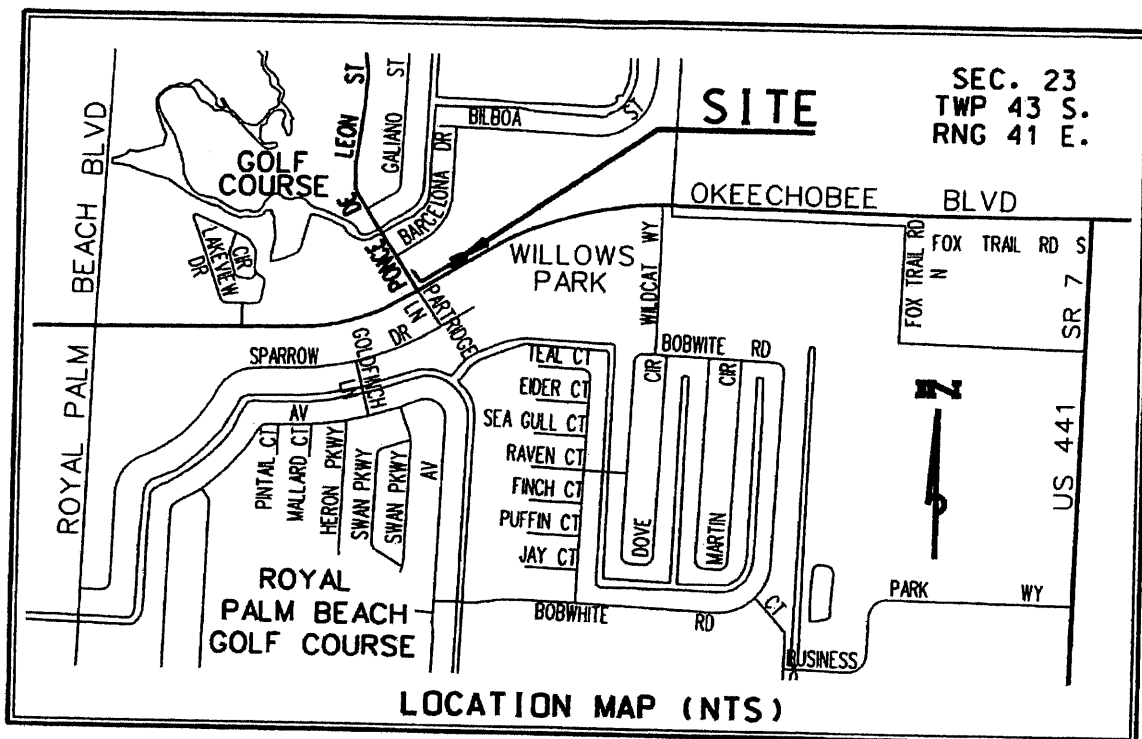 SEC. 23
TWP 43 S.
RNG 41 E.
SITE
ROYAL PALM BEACH BLVD
GOLF
COURSE
PONCE DE LEON ST
GALIANO ST
BARCELONA DR
BILBOA
ST
OKEECHOBEE BLVD
LAKEVIEW
DR
CIR
WILLOWS
PARK
WILDCAT WY
FOX TRAIL RD
N
FOX TRAIL RD S
US 441 SR 7
PARTRIDGE
LN
SPARROW DR
GOLDFINCH
LN
AV
PINTAIL CT
MALLARD CT
HERON PKWY
SWAN PKWY
SWAN PKWY
AV
TEAL CT
EIDER CT
SEA GULL CT
RAVEN CT
FINCH CT
PUFFIN CT
JAY CT
BOBWITE RD
DOVE CIR
MARTIN CIR
N
ROYAL
PALM BEACH
GOLF COURSE
BOBWHITE RD
CT
BUSINESS
PARK WY
LOCATION MAP (NTS)